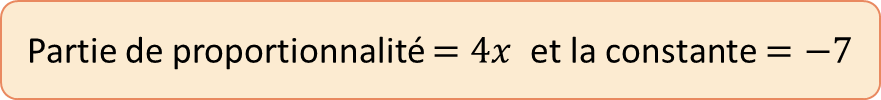 Partie de proportionnalité = 4𝑥 et la constante = −7